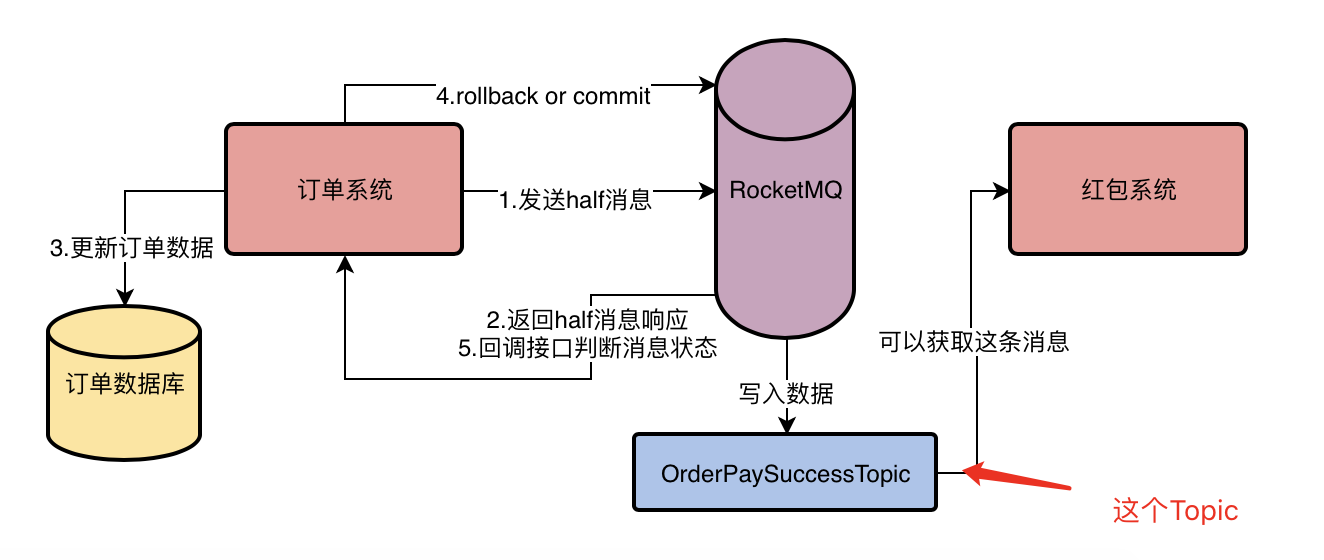 4.rollback or commit
订单系统
1.发送half消息
RocketMQ
红包系统
3.更新订单数据
2.返回half消息响应
5.回调接口判断消息状态
可以获取这条消息
订单数据库
写入数据
OrderPaySuccessTopic
这个Topic